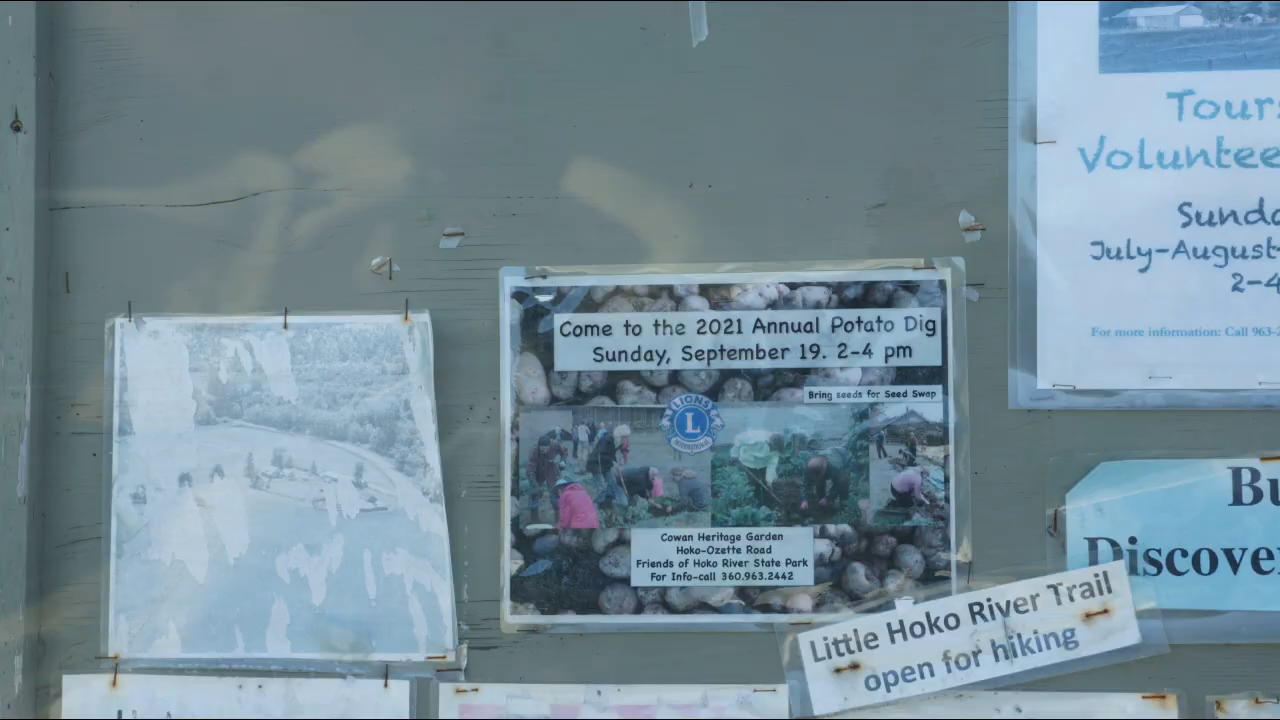 Come to the 2021 Annual Potato Dig
Sunday, September 19. 2-4 pm
Bring seeds for Seed Swap
LIONS
L
Cowan Heritage Garden
Hoko-Ozette Road
Friends of Hoko River State Park
For Info-call 360.963.2442
Little Hoko River Trail
open for hiking
Tours
Voluntee
Sunda
July-August
2-4
For more information: Call 963-
Bu
Discover